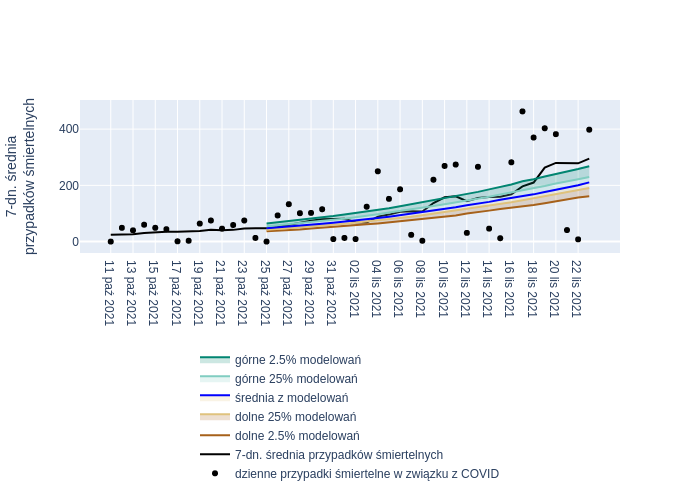 7-dn. średnia
przypadków śmiertelnych
400
200
0
11 paź 2021
13 paź 2021
15 paź 2021
17 paź 2021
19 paź 2021
21 paź 2021
23 paź 2021
25 paź 2021
27 paź 2021
29 paź 2021
31 paź 2021
02 lis 2021
04 lis 2021
06 lis 2021
08 lis 2021
10 lis 2021
12 lis 2021
14 lis 2021
16 lis 2021
18 lis 2021
20 lis 2021
22 lis 2021
górne 2.5% modelowań
górne 25% modelowań
średnia z modelowań
dolne 25% modelowań
dolne 2.5% modelowań
7-dn. średnia przypadków śmiertelnych
dzienne przypadki śmiertelne w związku z COVID